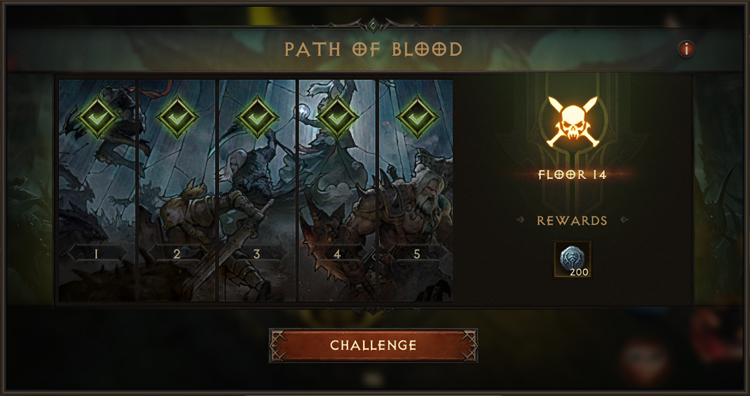 PATH OF BLOOD
i
1 2 3 4 5
FLOOR 14
REWARDS
200
CHALLENGE